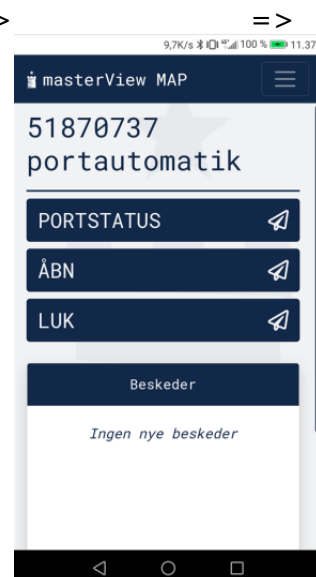 > =>
9,7K/s 100 % 11.37
masterView MAP
51870737
portautomatik
PORTSTATUS
ÅBN
LUK
Beskeder
Ingen nye beskeder